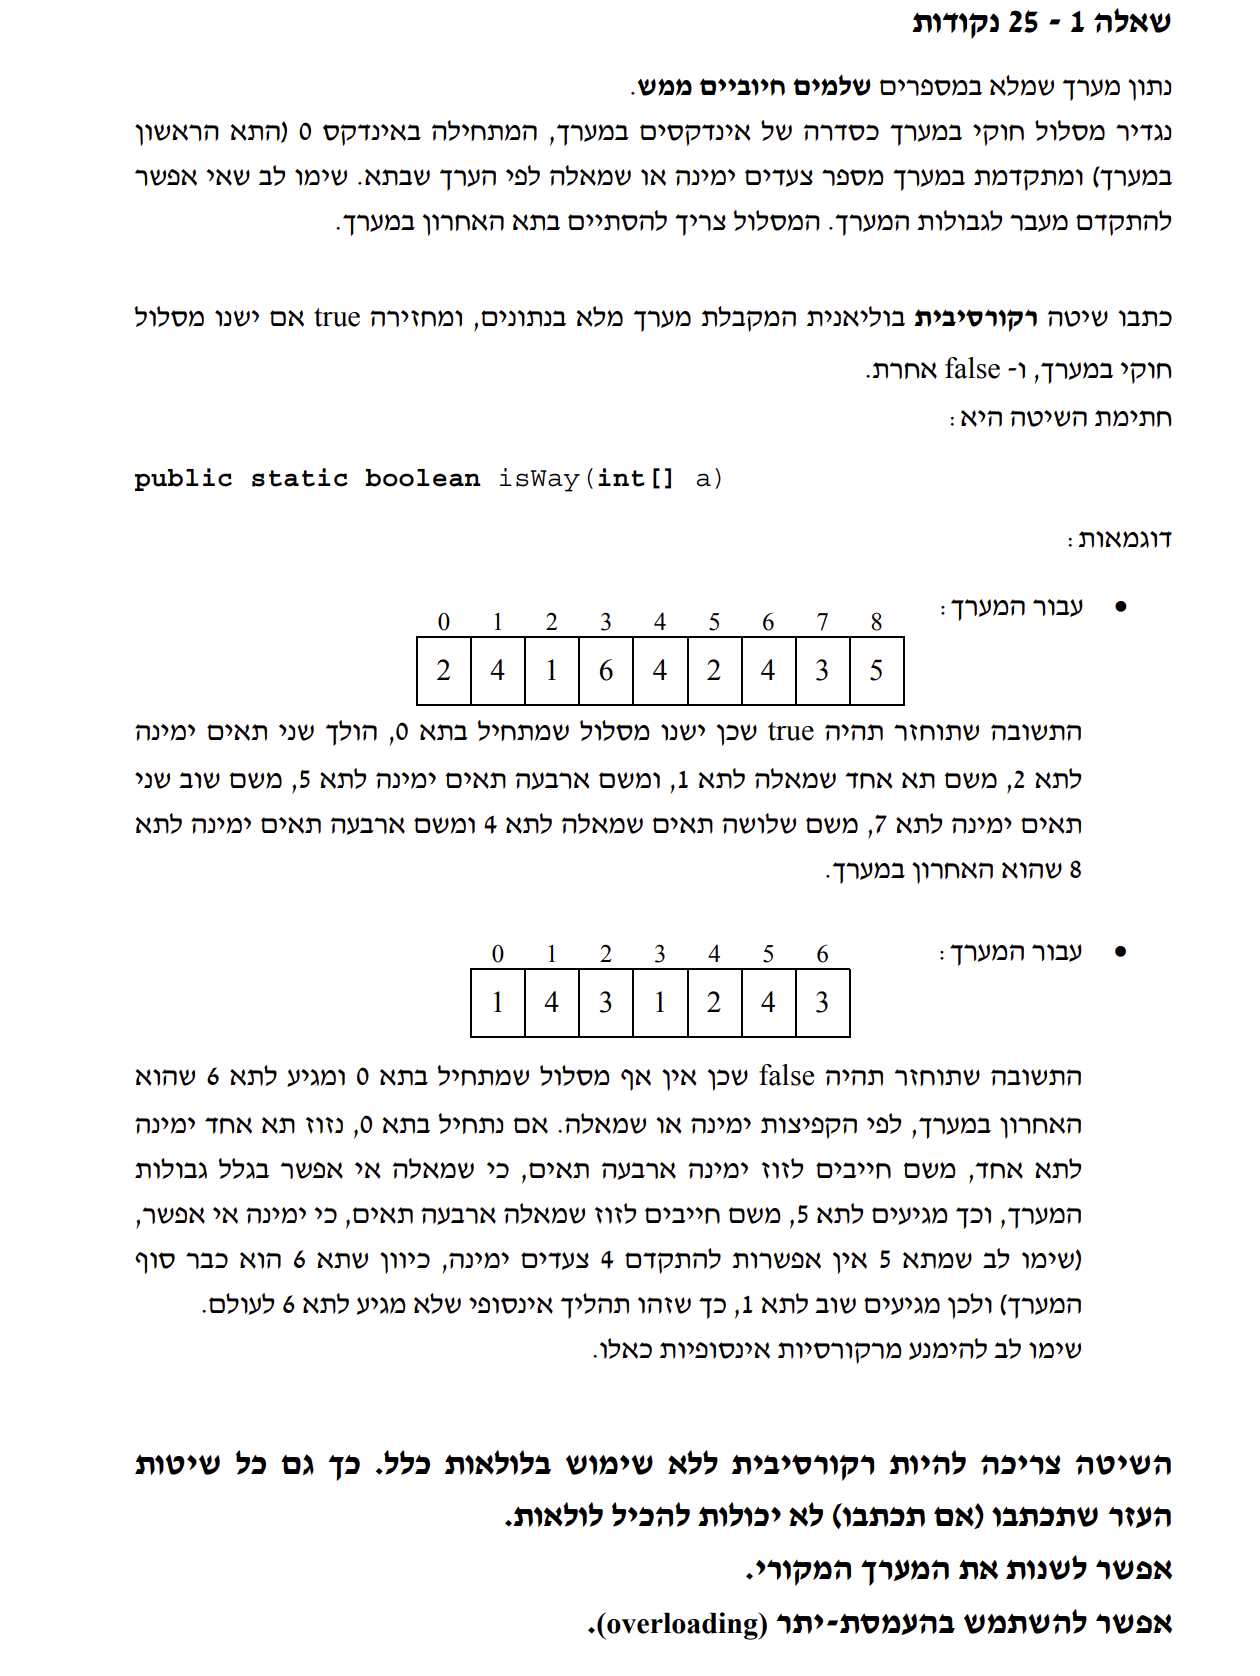 שאלה 1 - 25 נקודות
נתון מערך שמלא במספרים שלמים חיוביים ממש.
נגדיר מסלול חוקי במערך כסדרה של אינדקסים במערך, המתחילה באינדקס 0 (התא הראשון
במערך) ומתקדמת במערך מספר צעדים ימינה או שמאלה לפי הערך שבתא. שימו לב שאי אפשר
להתקדם מעבר לגבולות המערך. המסלול צריך להסתיים בתא האחרון במערך.
כתבו שיטה רקורסיבית בוליאנית המקבלת מערך מלא בנתונים, ומחזירה true אם ישנו מסלול
חוקי במערך, ו- false אחרת.
חתימת השיטה היא:
public static boolean isWay(int[] a)
דוגמאות:
• עבור המערך:
0 1 2 3 4 5 6 7 8
2 4 1 6 4 2 4 3 5
התשובה שתוחזר תהיה true שכן ישנו מסלול שמתחיל בתא 0, הולך שני תאים ימינה
לתא 2, משם תא אחד שמאלה לתא 1, ומשם ארבעה תאים ימינה לתא 5, משם שוב שני
תאים ימינה לתא 7, משם שלושה תאים שמאלה לתא 4 ומשם ארבעה תאים ימינה לתא
8 שהוא האחרון במערך.
• עבור המערך:
0 1 2 3 4 5 6
1 4 3 1 2 4 3
התשובה שתוחזר תהיה false שכן אין אף מסלול שמתחיל בתא 0 ומגיע לתא 6 שהוא
האחרון במערך, לפי הקפיצות ימינה או שמאלה. אם נתחיל בתא 0, נזוז תא אחד ימינה
לתא אחד, משם חייבים לזוז ימינה ארבעה תאים, כי שמאלה אי אפשר בגלל גבולות
המערך, וכך מגיעים לתא 5, משם חייבים לזוז שמאלה ארבעה תאים, כי ימינה אי אפשר,
(שימו לב שמתא 5 אין אפשרות להתקדם 4 צעדים ימינה, כיוון שתא 6 הוא כבר סוף
המערך) ולכן מגיעים שוב לתא 1, כך שזהו תהליך אינסופי שלא מגיע לתא 6 לעולם.
שימו לב להימנע מרקורסיות אינסופיות כאלו.
השיטה צריכה להיות רקורסיבית ללא שימוש בלולאות כלל. כך גם כל שיטות
העזר שתכתבו (אם תכתבו) לא יכולות להכיל לולאות.
אפשר לשנות את המערך המקורי.
אפשר להשתמש בהעמסת-יתר (overloading).